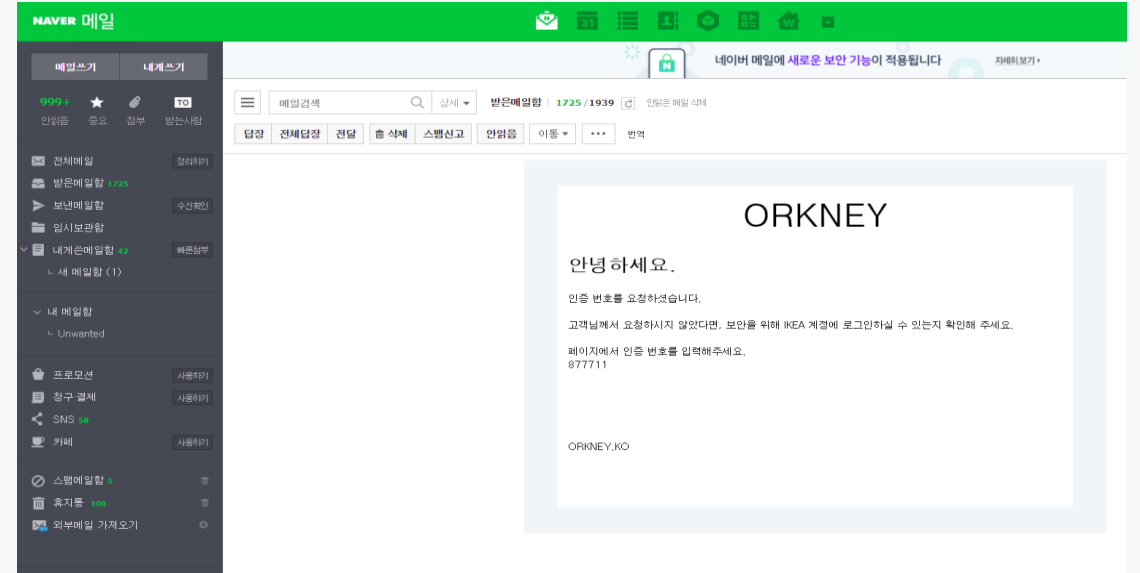 NAVER 메일
31
W
메일쓰기 내게쓰기
네이버 메일에 새로운 보안 기능이 적용됩니다 자세히 보기 ›
999+ TO
안읽음 중요 첨부 받는사람
메일검색 상세 받은메일함 1725/1939 안읽은 메일 삭제
답장 전체답장 전달 삭제 스팸신고 안읽음 이동 ••• 번역
전체메일 정리하기
받은메일함 1725
보낸메일함 수신확인
임시보관함
내게쓴메일함 42 빠른첨부
새 메일함 (1)
내 메일함
Unwanted
프로모션 사용하기
청구·결제 사용하기
SNS 58
카페 사용하기
스팸메일함 5
휴지통 100
외부메일 가져오기
ORKNEY
안녕하세요.
인증 번호를 요청하셨습니다.
고객님께서 요청하시지 않았다면, 보안을 위해 IKEA 계정에 로그인하실 수 있는지 확인해 주세요.
페이지에서 인증 번호를 입력해주세요.
877711
ORKNEY.KO